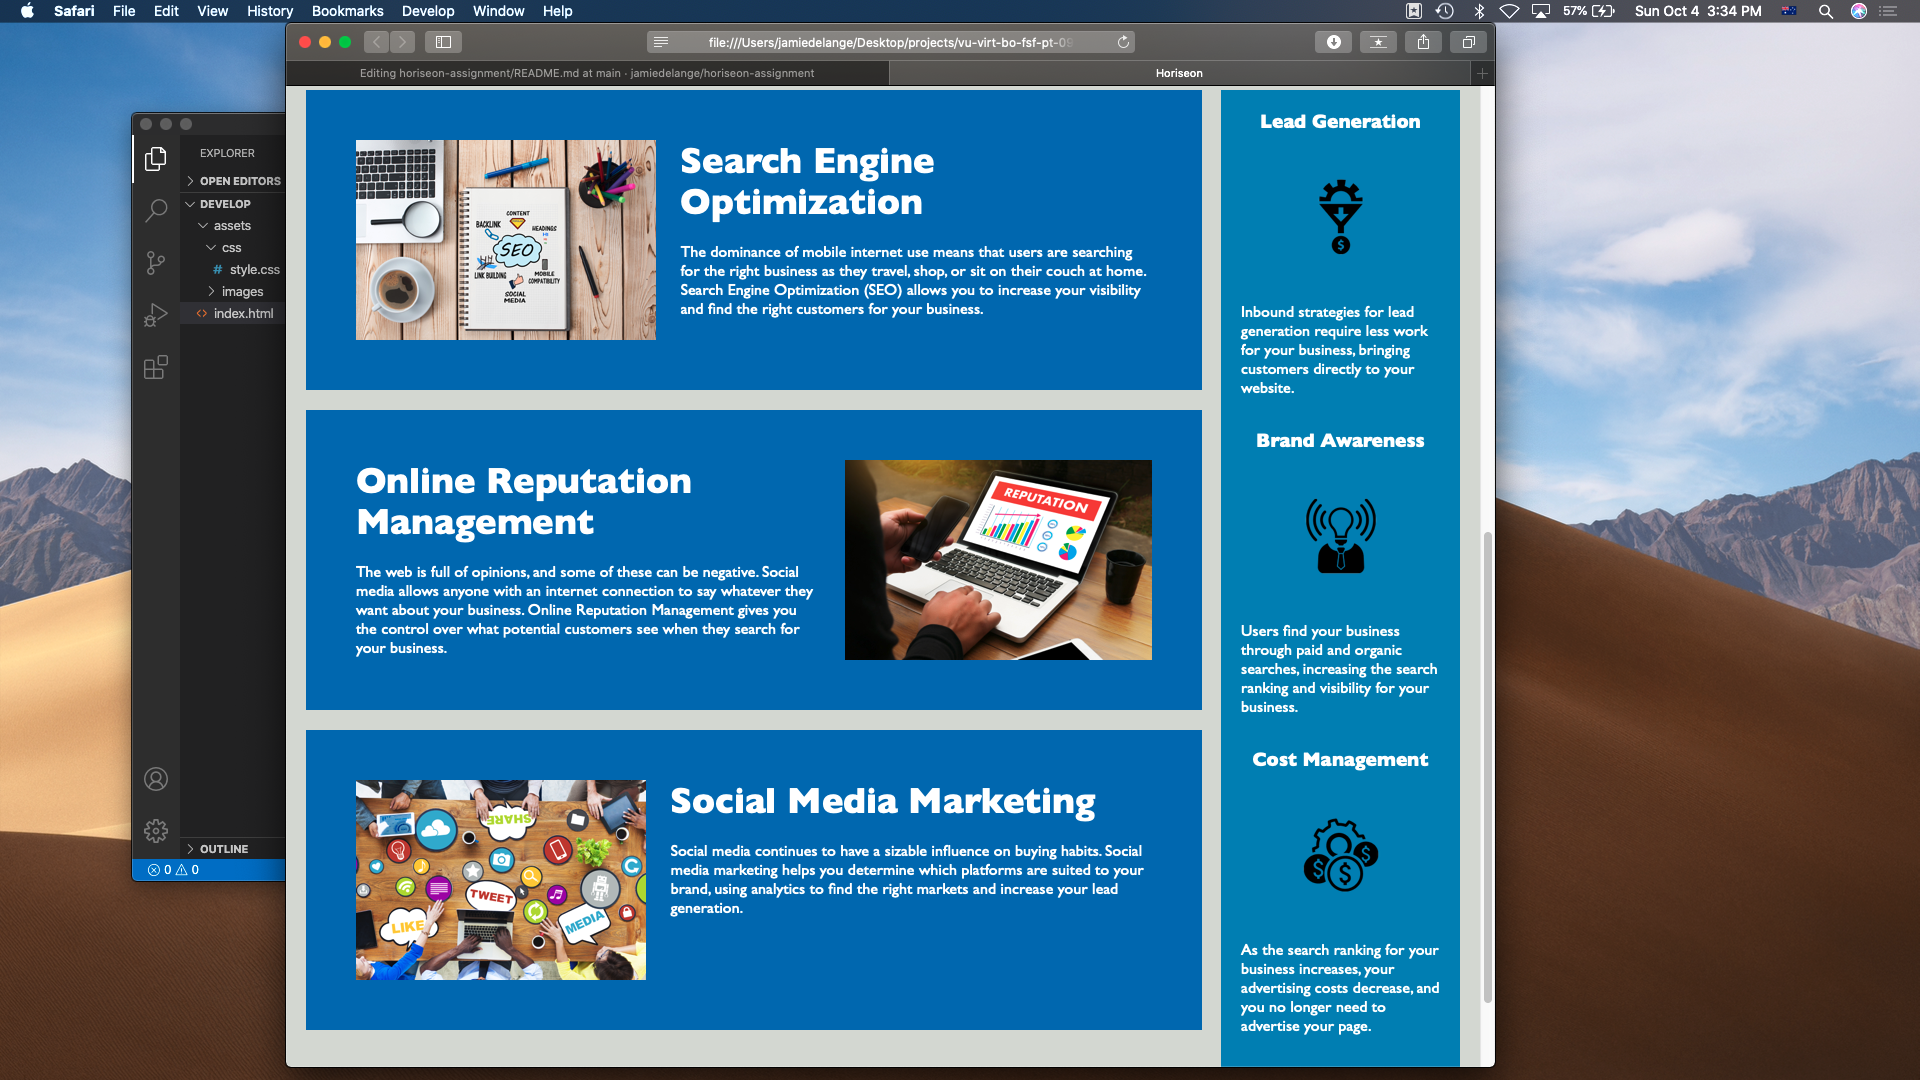 Safari File Edit View History Bookmarks Develop Window Help
57% Sun Oct 4 3:34 PM
file:///Users/jamiedelange/Desktop/projects/vu-virt-bo-fsf-pt-09
Editing horiseon-assignment/README.md at main · jamiedelange/horiseon-assignment
Horiseon
EXPLORER
OPEN EDITORS
DEVELOP
assets
css
# style.css
images
<> index.html
OUTLINE
0 0
CONTENT
BACKLINK
HEADINGS
SEO
LINK BUILDING
MOBILE
COMPATIBILITY
SOCIAL
MEDIA
Search Engine
Optimization
The dominance of mobile internet use means that users are searching
for the right business as they travel, shop, or sit on their couch at home.
Search Engine Optimization (SEO) allows you to increase your visibility
and find the right customers for your business.
Online Reputation
Management
The web is full of opinions, and some of these can be negative. Social
media allows anyone with an internet connection to say whatever they
want about your business. Online Reputation Management gives you
the control over what potential customers see when they search for
your business.
REPUTATION
SHARE
TWEET
LIKE
MEDIA
Social Media Marketing
Social media continues to have a sizable influence on buying habits. Social
media marketing helps you determine which platforms are suited to your
brand, using analytics to find the right markets and increase your lead
generation.
Lead Generation
$
Inbound strategies for lead
generation require less work
for your business, bringing
customers directly to your
website.
Brand Awareness
Users find your business
through paid and organic
searches, increasing the search
ranking and visibility for your
business.
Cost Management
$ $ $
As the search ranking for your
business increases, your
advertising costs decrease, and
you no longer need to
advertise your page.